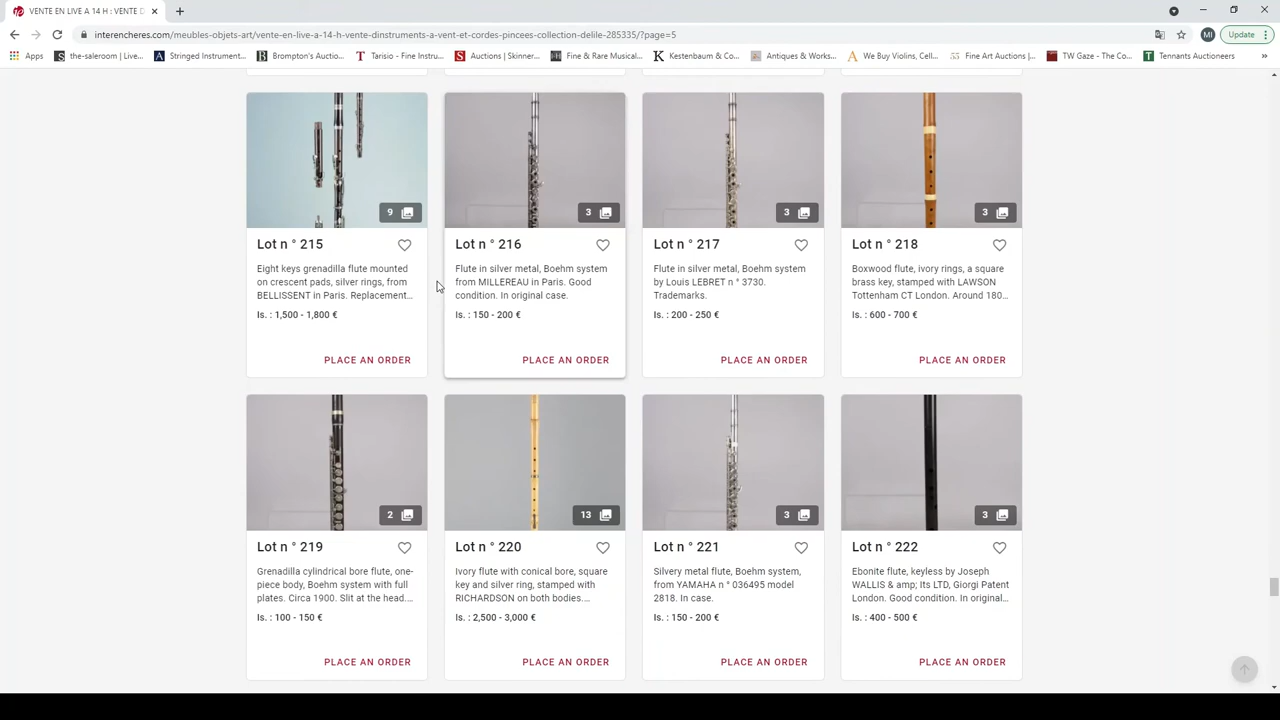 VENTE EN LIVE A 14 H : VENTE D
interencheres.com/meubles-objets-art/vente-en-live-a-14-h-vente-dinstruments-a-vent-et-cordes-pincees-collection-delile-285335/?page=5
MI
Update
Apps
the-saleroom | Live...
Stringed Instrument...
Brompton's Auctio...
Tarisio - Fine Instru...
Auctions | Skinner...
Fine & Rare Musical...
Kestenbaum & Co...
Antiques & Works...
We Buy Violins, Cell...
Fine Art Auctions |...
TW Gaze - The Co...
Tennants Auctioneers
9
3
3
3
Lot n ° 215
Eight keys grenadilla flute mounted
on crescent pads, silver rings, from
BELLISSENT in Paris. Replacement...
Is. : 1,500 - 1,800 €
PLACE AN ORDER
Lot n ° 216
Flute in silver metal, Boehm system
from MILLEREAU in Paris. Good
condition. In original case.
Is. : 150 - 200 €
PLACE AN ORDER
Lot n ° 217
Flute in silver metal, Boehm system
by Louis LEBRET n ° 3730.
Trademarks.
Is. : 200 - 250 €
PLACE AN ORDER
Lot n ° 218
Boxwood flute, ivory rings, a square
brass key, stamped with LAWSON
Tottenham CT London. Around 180...
Is. : 600 - 700 €
PLACE AN ORDER
2
13
3
3
Lot n ° 219
Grenadilla cylindrical bore flute, one-
piece body, Boehm system with full
plates. Circa 1900. Slit at the head....
Is. : 100 - 150 €
PLACE AN ORDER
Lot n ° 220
Ivory flute with conical bore, square
key and silver ring, stamped with
RICHARDSON on both bodies....
Is. : 2,500 - 3,000 €
PLACE AN ORDER
Lot n ° 221
Silvery metal flute, Boehm system,
from YAMAHA n ° 036495 model
2818. In case.
Is. : 150 - 200 €
PLACE AN ORDER
Lot n ° 222
Ebonite flute, keyless by Joseph
WALLIS & amp; Its LTD, Giorgi Patent
London. Good condition. In original...
Is. : 400 - 500 €
PLACE AN ORDER